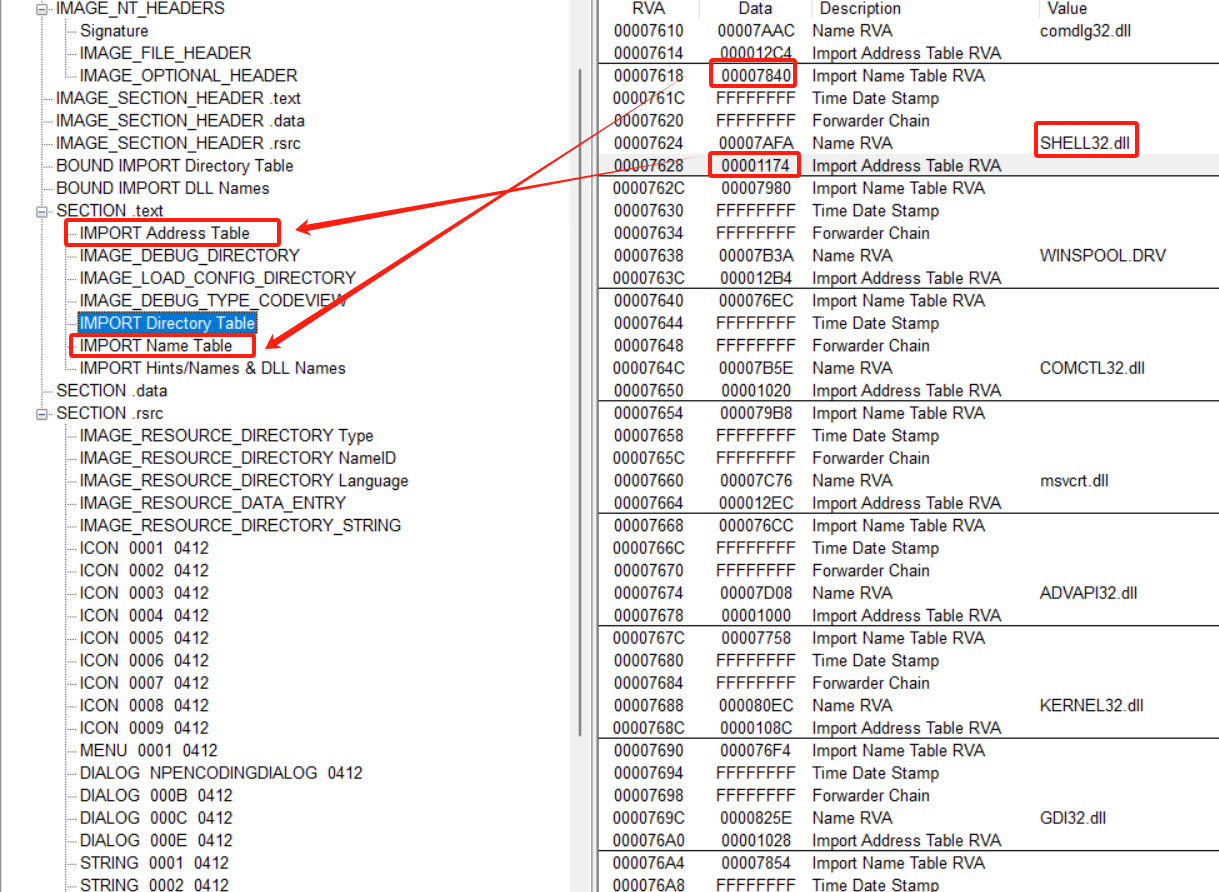 IMAGE_NT_HEADERS
Signature
IMAGE_FILE_HEADER
IMAGE_OPTIONAL_HEADER
IMAGE_SECTION_HEADER .text
IMAGE_SECTION_HEADER .data
IMAGE_SECTION_HEADER .rsrc
BOUND IMPORT Directory Table
BOUND IMPORT DLL Names
SECTION .text
IMPORT Address Table
IMAGE_DEBUG_DIRECTORY
IMAGE_LOAD_CONFIG_DIRECTORY
IMAGE_DEBUG_TYPE_CODEVIEW
IMPORT Directory Table
IMPORT Name Table
IMPORT Hints/Names & DLL Names
SECTION .data
SECTION .rsrc
IMAGE_RESOURCE_DIRECTORY Type
IMAGE_RESOURCE_DIRECTORY NameID
IMAGE_RESOURCE_DIRECTORY Language
IMAGE_RESOURCE_DATA_ENTRY
IMAGE_RESOURCE_DIRECTORY_STRING
ICON 0001 0412
ICON 0002 0412
ICON 0003 0412
ICON 0004 0412
ICON 0005 0412
ICON 0006 0412
ICON 0007 0412
ICON 0008 0412
ICON 0009 0412
MENU 0001 0412
DIALOG NPENCODINGDIALOG 0412
DIALOG 000B 0412
DIALOG 000C 0412
DIALOG 000E 0412
STRING 0001 0412
STRING 0002 0412
RVA Data Description Value
00007610 00007AAC Name RVA comdlg32.dll
00007614 000012C4 Import Address Table RVA
00007618 00007840 Import Name Table RVA
0000761C FFFFFFFF Time Date Stamp
00007620 FFFFFFFF Forwarder Chain
00007624 00007AFA Name RVA SHELL32.dll
00007628 00001174 Import Address Table RVA
0000762C 00007980 Import Name Table RVA
00007630 FFFFFFFF Time Date Stamp
00007634 FFFFFFFF Forwarder Chain
00007638 00007B3A Name RVA WINSPOOL.DRV
0000763C 000012B4 Import Address Table RVA
00007640 000076EC Import Name Table RVA
00007644 FFFFFFFF Time Date Stamp
00007648 FFFFFFFF Forwarder Chain
0000764C 00007B5E Name RVA COMCTL32.dll
00007650 00001020 Import Address Table RVA
00007654 000079B8 Import Name Table RVA
00007658 FFFFFFFF Time Date Stamp
0000765C FFFFFFFF Forwarder Chain
00007660 00007C76 Name RVA msvcrt.dll
00007664 000012EC Import Address Table RVA
00007668 000076CC Import Name Table RVA
0000766C FFFFFFFF Time Date Stamp
00007670 FFFFFFFF Forwarder Chain
00007674 00007D08 Name RVA ADVAPI32.dll
00007678 00001000 Import Address Table RVA
0000767C 00007758 Import Name Table RVA
00007680 FFFFFFFF Time Date Stamp
00007684 FFFFFFFF Forwarder Chain
00007688 000080EC Name RVA KERNEL32.dll
0000768C 0000108C Import Address Table RVA
00007690 000076F4 Import Name Table RVA
00007694 FFFFFFFF Time Date Stamp
00007698 FFFFFFFF Forwarder Chain
0000769C 0000825E Name RVA GDI32.dll
000076A0 00001028 Import Address Table RVA
000076A4 00007854 Import Name Table RVA
000076A8 FFFFFFFF Time Date Stamp